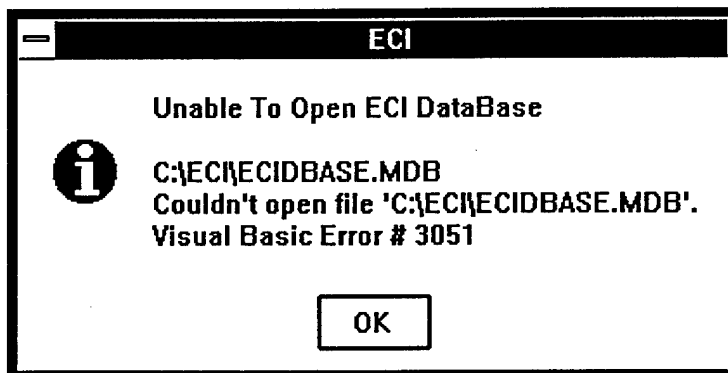 ECI
Unable To Open ECI DataBase
C:\ECI\ECIDBASE.MDB
Couldn't open file 'C:\ECI\ECIDBASE.MDB'.
Visual Basic Error # 3051
OK